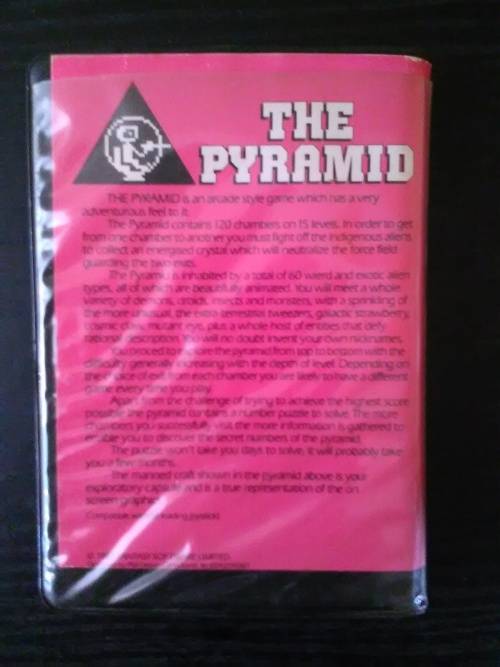 THE
PYRAMID
THE PYRAMID is an arcade style game which has a very
adventurous feel to it.
The Pyramid contains 120 chambers on 15 levels. In order to get
from one chamber to another you must fight off the indigenous aliens
to collect an energised crystal which will neutralize the force field
guarding the two exits.
The Pyramid is inhabited by a total of 60 wierd and exotic alien
types, all of which are beautifully animated. You will meet a whole
variety of demons, droids, insects and monsters, with a sprinkling of
the more unusual, the extra-terrestrial tweezers, galactic strawberry,
cosmic claw, mutant eye, plus a whole host of entities that defy
rational description. You will no doubt invent your own nicknames.
You proceed to explore the pyramid from top to bottom with the
difficulty generally increasing with the depth of level. Depending on
the choice of exit from each chamber you are likely to have a different
game every time you play.
Apart from the challenge of trying to achieve the highest score
possible the pyramid contains a number puzzle to solve. The more
chambers you successfully visit the more information is gathered to
enable you to discover the secret numbers of the pyramid.
The puzzle won't take you days to solve, it will probably take
you a few months.
The manned craft shown in the pyramid above is your
exploratory capsule and is a true representation of the on
screen graphics.
Compatible with leading joysticks
© FANTASY SOFTWARE LIMITED.